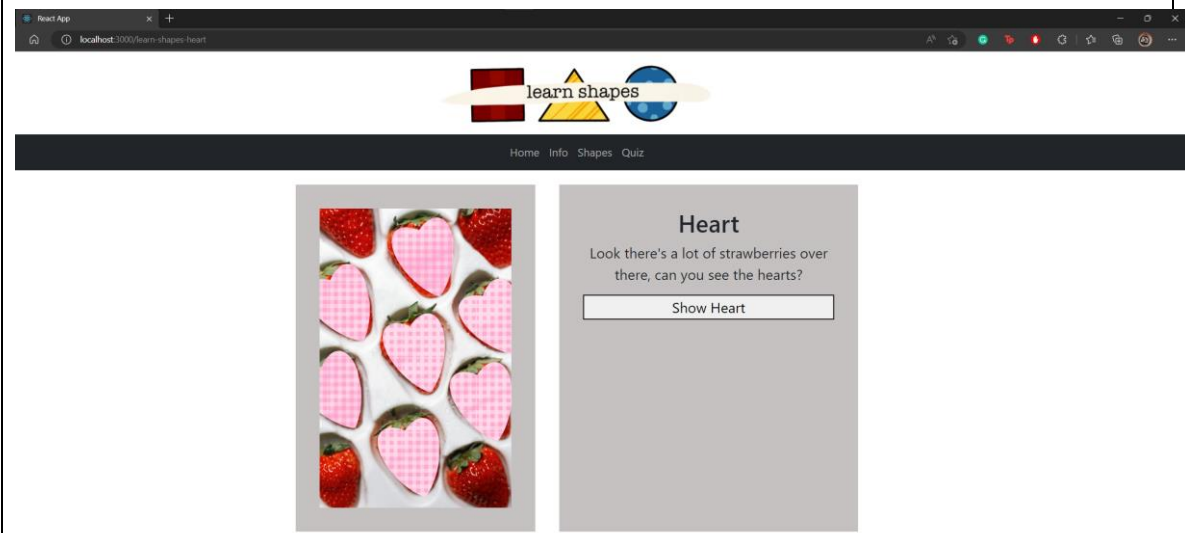 React App
localhost:3000/learn-shapes-heart
learn shapes
Home Info Shapes Quiz
Heart
Look there's a lot of strawberries over
there, can you see the hearts?
Show Heart